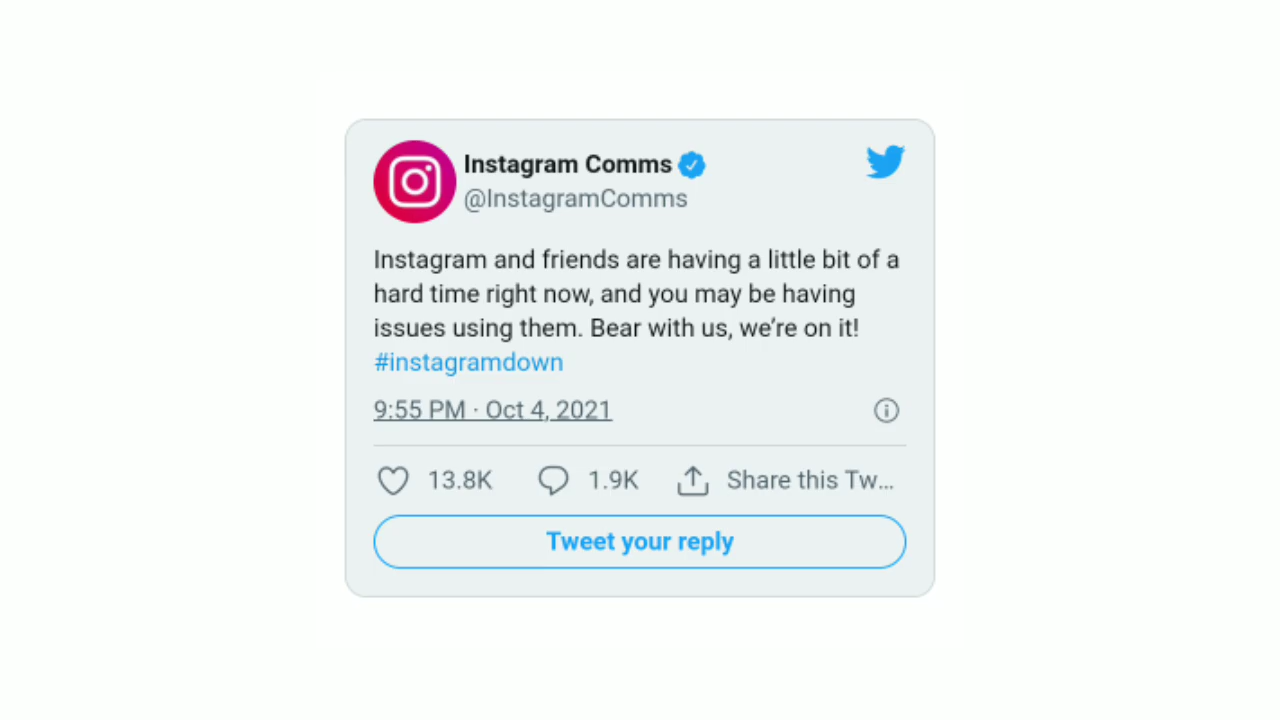 Instagram Comms
@InstagramComms
Instagram and friends are having a little bit of a
hard time right now, and you may be having
issues using them. Bear with us, we’re on it!
#instagramdown
9:55 PM · Oct 4, 2021
13.8K 1.9K Share this Tw...
Tweet your reply